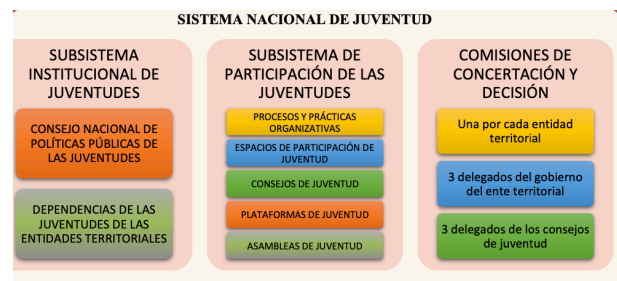 SISTEMA NACIONAL DE JUVENTUD
SUBSISTEMA
INSTITUCIONAL DE
JUVENTUDES
CONSEJO NACIONAL DE
POLÍTICAS PÚBLICAS DE
LAS JUVENTUDES
DEPENDENCIAS DE LAS
JUVENTUDES DE LAS
ENTIDADES TERRITORIALES
SUBSISTEMA DE
PARTICIPACIÓN DE LAS
JUVENTUDES
PROCESOS Y PRÁCTICAS
ORGANIZATIVAS
ESPACIOS DE PARTICIPACIÓN DE
JUVENTUD
CONSEJOS DE JUVENTUD
PLATAFORMAS DE JUVENTUD
ASAMBLEAS DE JUVENTUD
COMISIONES DE
CONCERTACIÓN Y
DECISIÓN
Una por cada entidad
territorial
3 delegados del gobierno
del ente territorial
3 delegados de los consejos
de juventud